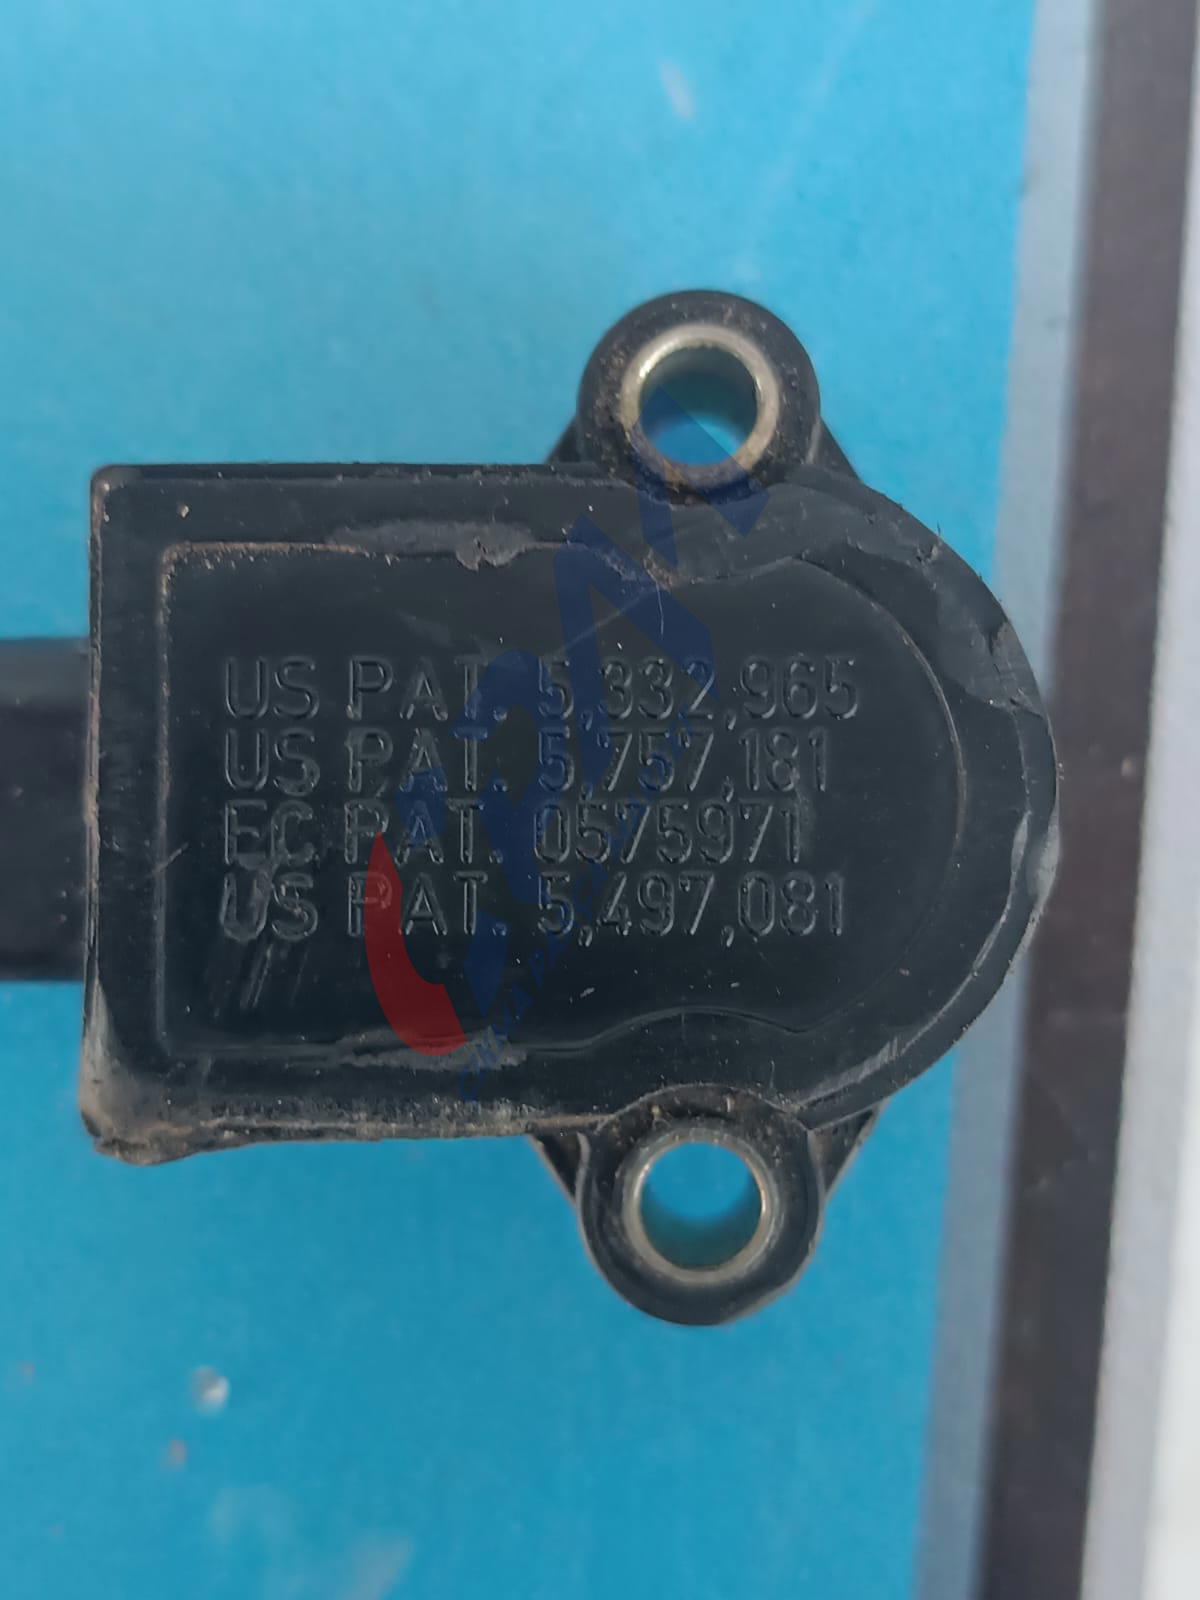 US PAT. 5,332,965
US PAT. 5,757,181
EC PAT. 0575971
US PAT. 5,497,081